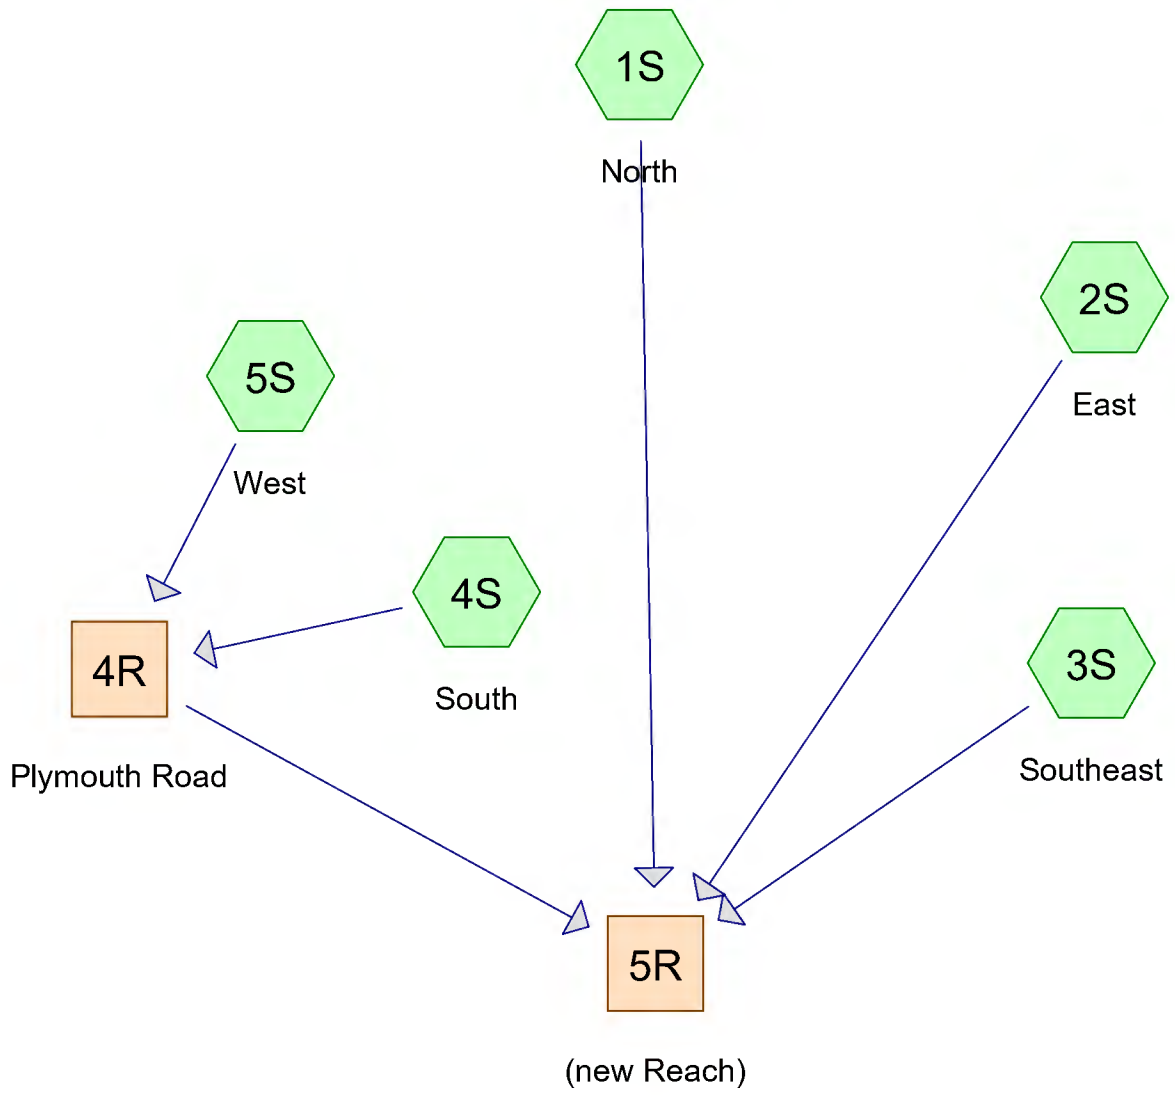 1S
North
2S
East
5S
West
4S
South
3S
Southeast
4R
Plymouth Road
5R
(new Reach)